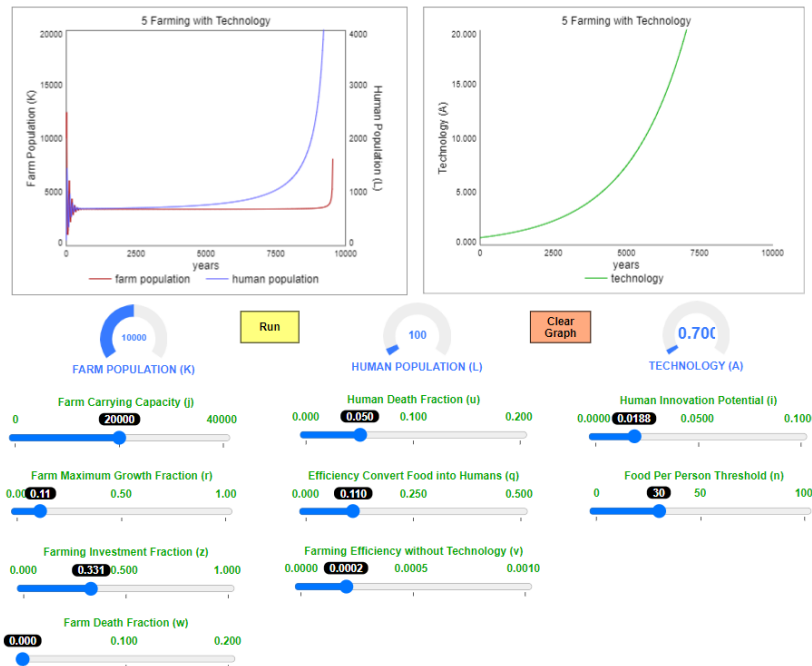 5 Farming with Technology
20000
15000
10000
5000
0
Farm Population (K)
4000
3000
2000
1000
0
Human Population (L)
0
5000
10000
years
farm population
human population
5 Farming with Technology
20.000
15.000
10.000
5.000
0.000
Technology (A)
0
2500
5000
7500
10000
years
technology
10000
FARM POPULATION (K)
Run
100
HUMAN POPULATION (L)
Clear
Graph
0.700
TECHNOLOGY (A)
Farm Carrying Capacity (j)
0 20000 40000
Human Death Fraction (u)
0.000 0.050 0.100 0.200
Human Innovation Potential (i)
0.0000 0.0188 0.0500 0.100
Farm Maximum Growth Fraction (r)
0.00 0.11 0.50 1.00
Efficiency Convert Food into Humans (q)
0.000 0.110 0.250 0.500
Food Per Person Threshold (n)
0 30 50 100
Farming Investment Fraction (z)
0.000 0.331 0.500 1.000
Farming Efficiency without Technology (v)
0.0000 0.0002 0.0005 0.0010
Farm Death Fraction (w)
0.000 0.100 0.200